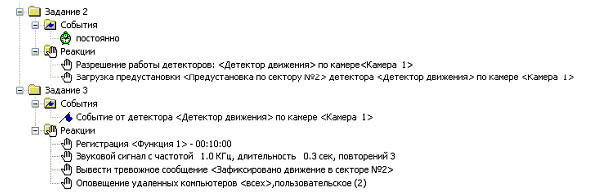 Задание 2
События
постоянно
Реакции
Разрешение работы детекторов: <Детектор движения> по камере<Камера 1>
Загрузка предустановки <Предустановка по сектору №2> детектора <Детектор движения> по камере <Камера 1>
Задание 3
События
Событие от детектора <Детектор движения> по камере <Камера 1>
Реакции
Регистрация <Функция 1> - 00:10:00
Звуковой сигнал с частотой 1.0 КГц, длительность 0.3 сек, повторений 3
Вывести тревожное сообщение <Зафиксировано движение в секторе №2>
Оповещение удаленных компьютеров <всех>,пользовательское (2)